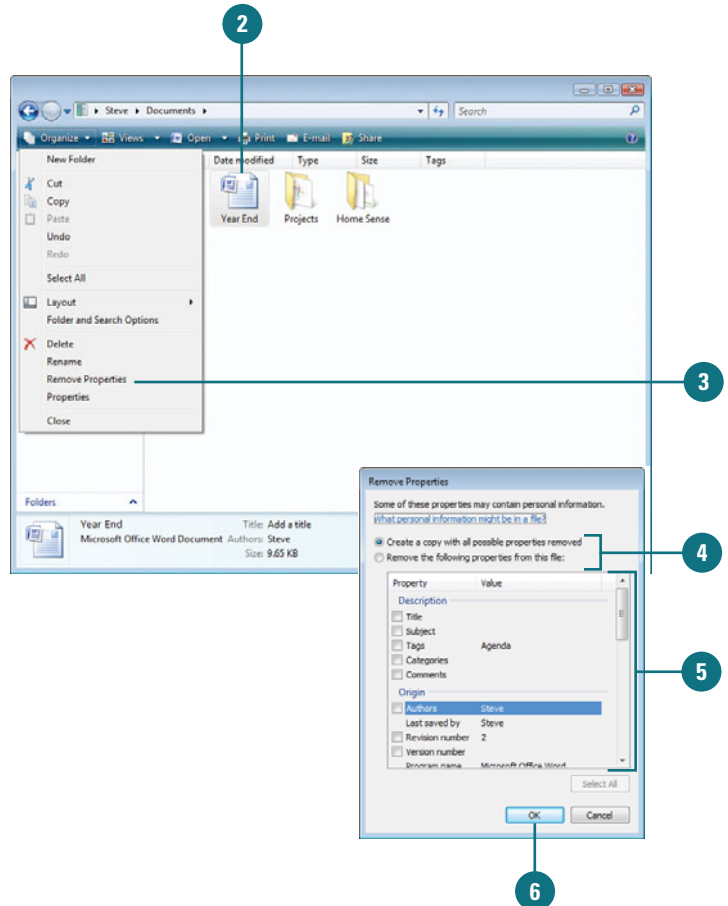 2
Steve Documents
Search
Organize Views Open Print E-mail Share
New Folder
Cut
Copy
Paste
Undo
Redo
Select All
Layout
Folder and Search Options
Delete
Rename
Remove Properties
Properties
Close
Date modified Type Size Tags
Year End Projects Home Sense
3
Folders
Year End Title: Add a title
Microsoft Office Word Document Authors: Steve
Size: 9.65 KB
Remove Properties
Some of these properties may contain personal information.
What personal information might be in a file?
Create a copy with all possible properties removed
Remove the following properties from this file:
4
Property Value
Description
Title
Subject
Tags Agenda
Categories
Comments
5
Origin
Authors Steve
Last saved by Steve
Revision number 2
Version number
Program name Microsoft Office Word
Select All
OK Cancel
6